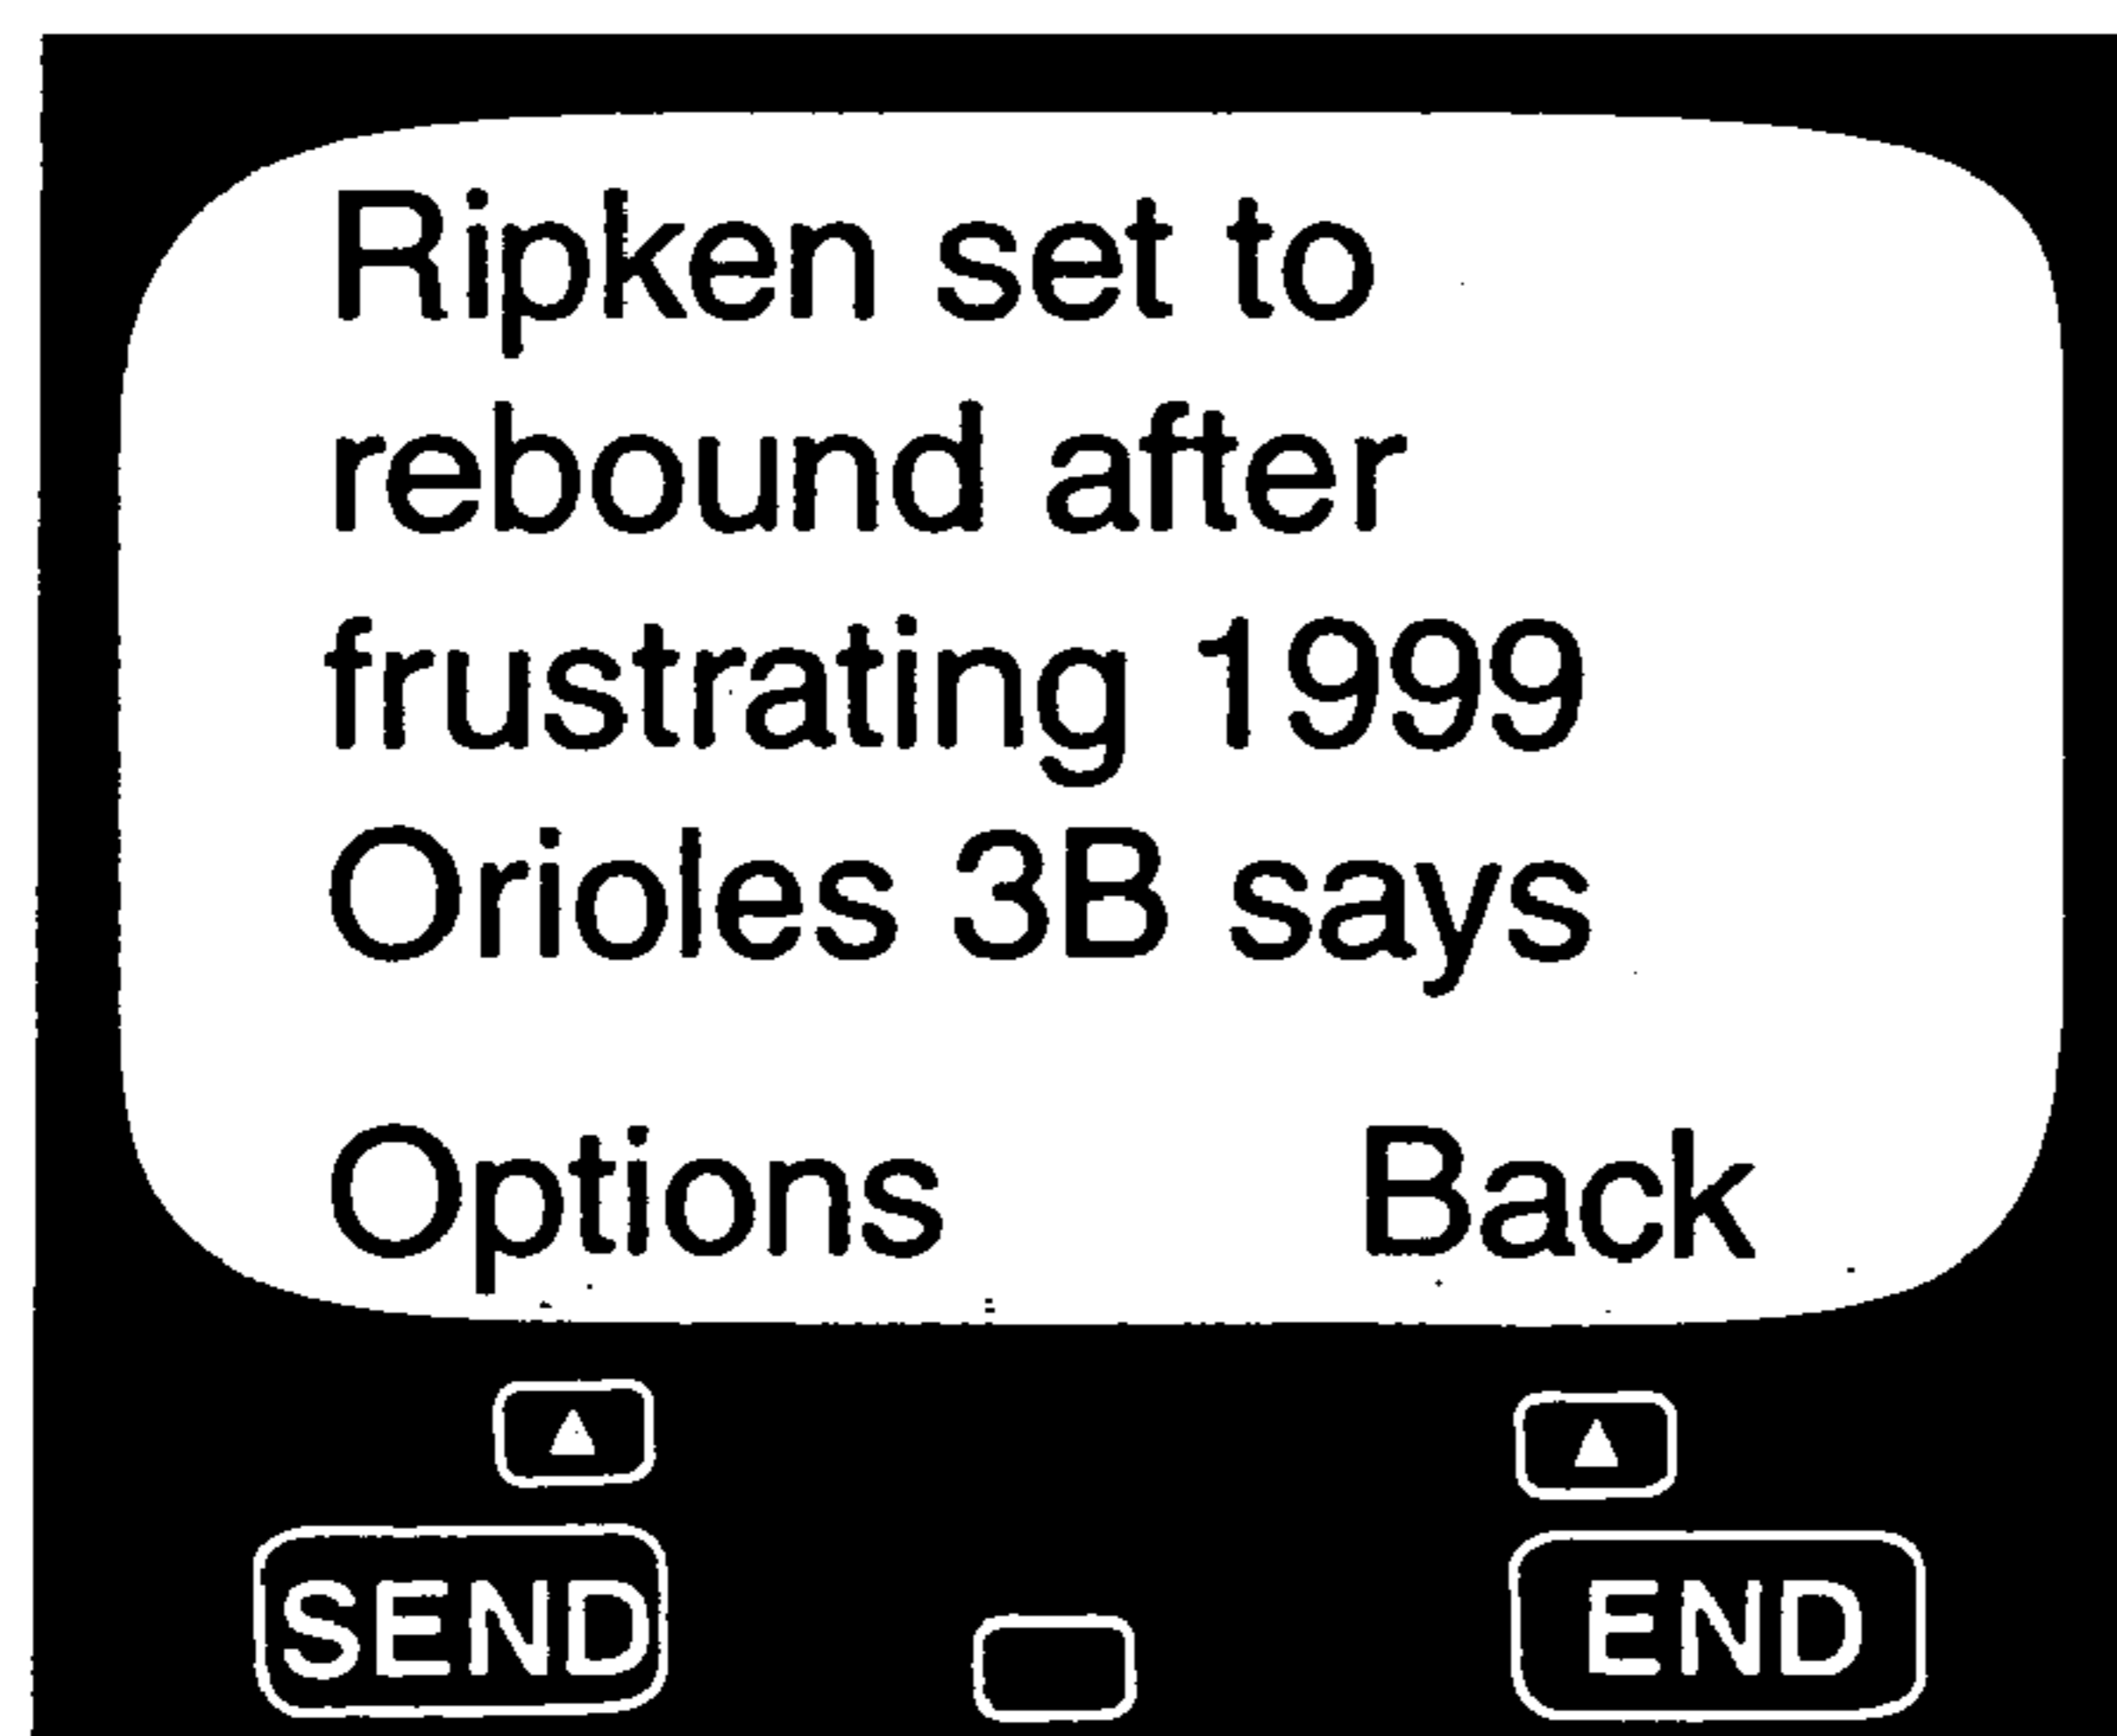 Ripken set to
rebound after
frustrating 1999
Orioles 3B says
Options Back
SEND END